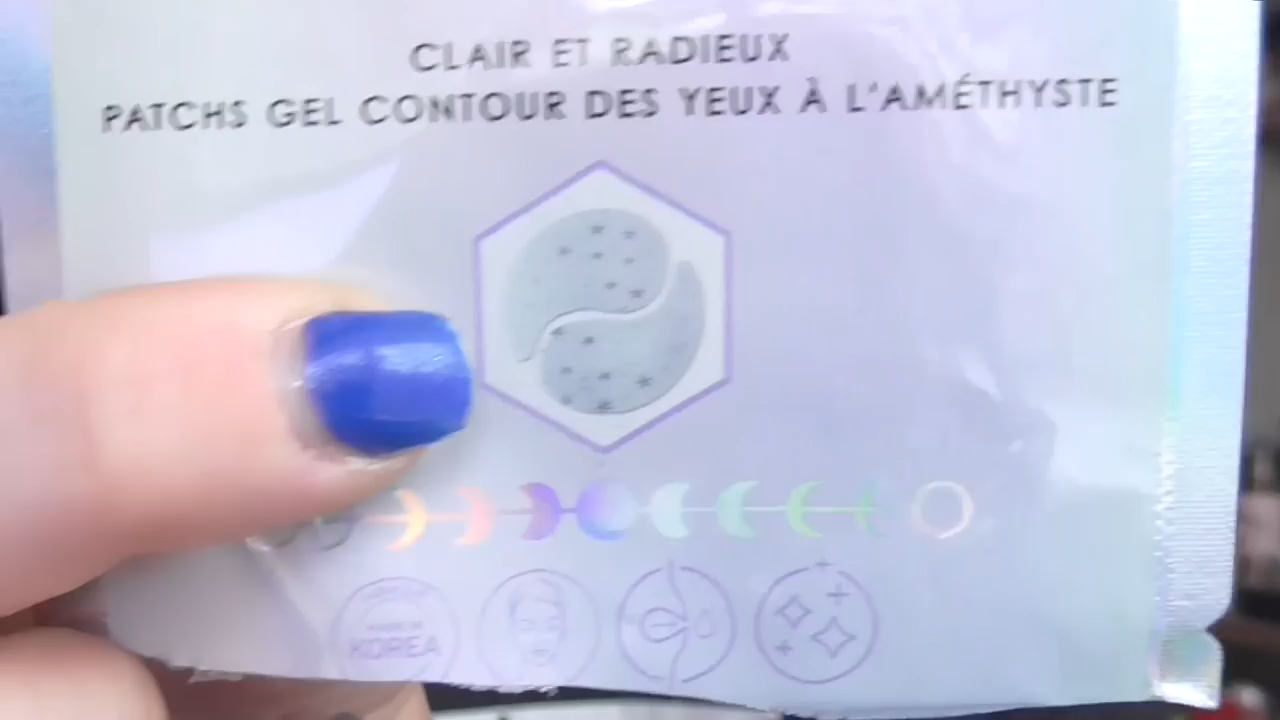 CLAIR ET RADIEUX
PATCHS GEL CONTOUR DES YEUX À L'AMÉTHYSTE
KOREA